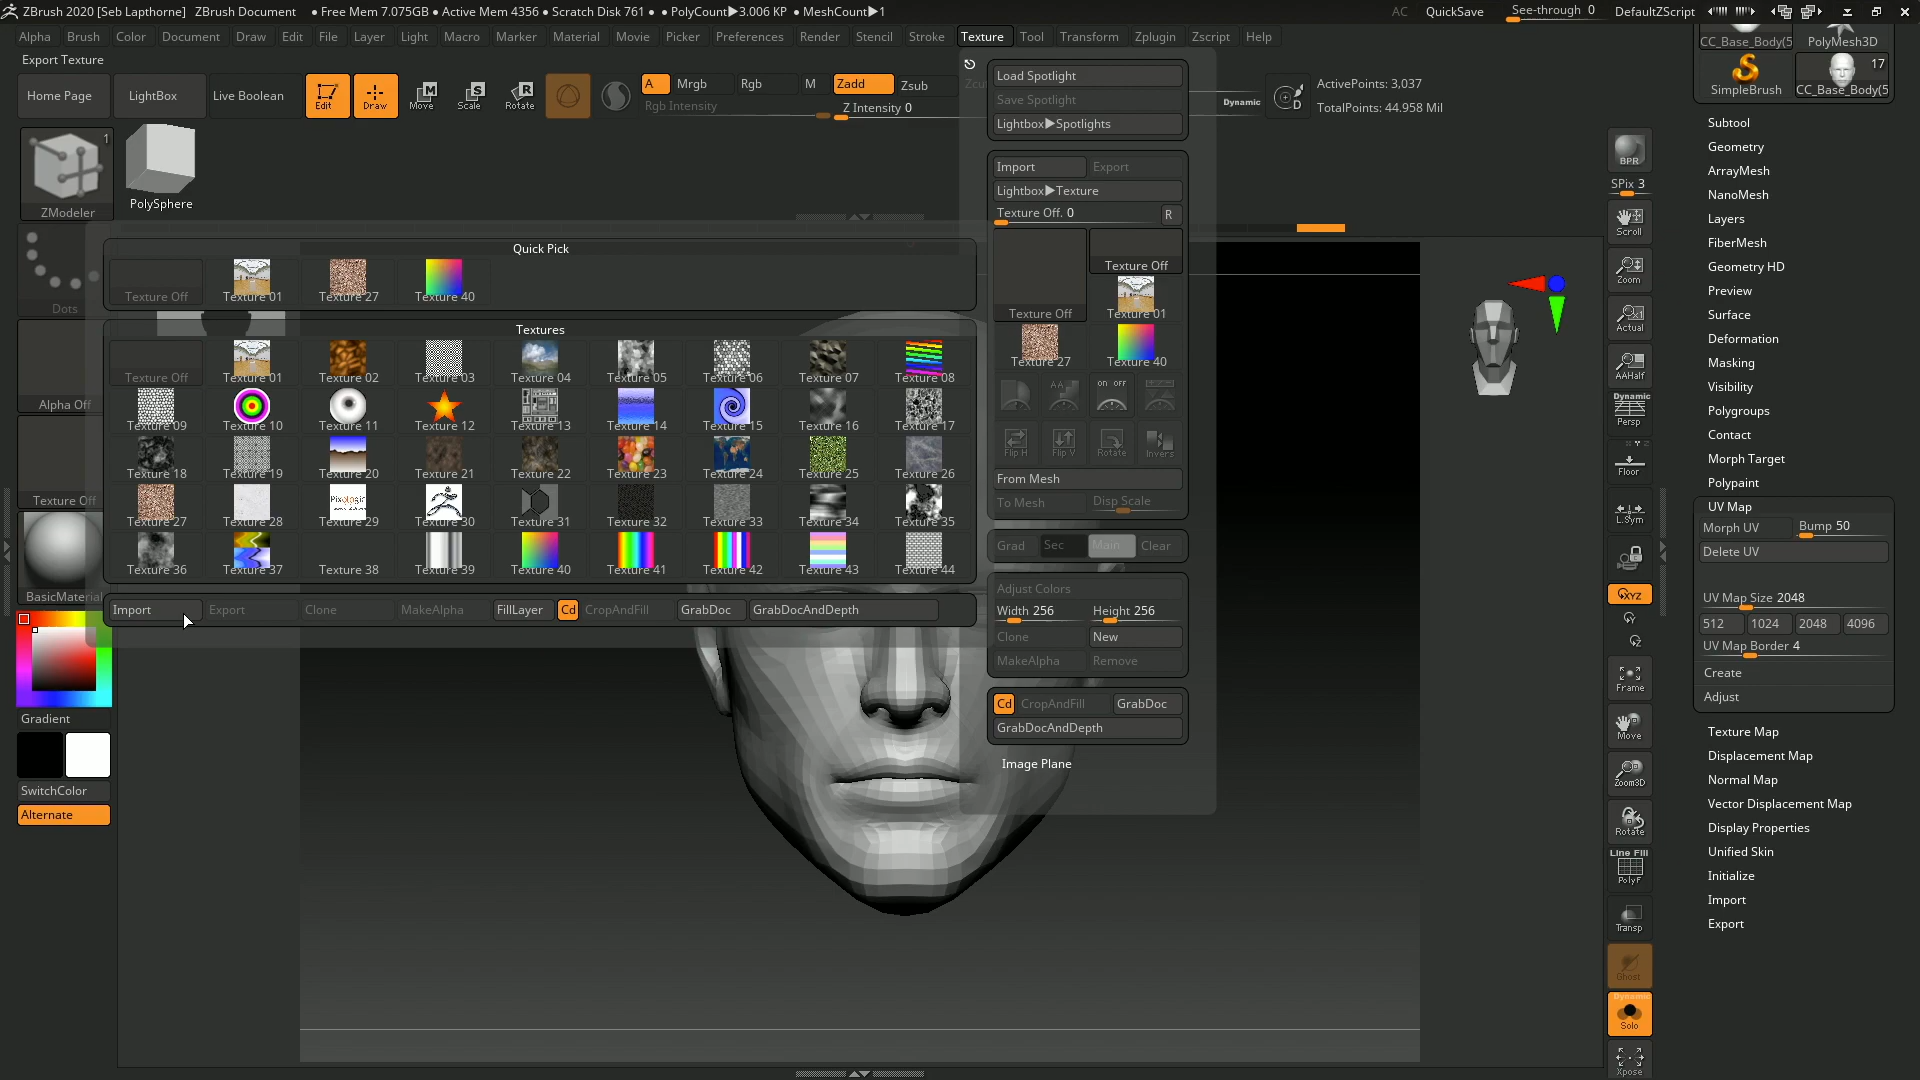 ZBrush 2020 [Seb Lapthorne] ZBrush Document • Free Mem 7.075GB • Active Mem 4356 • Scratch Disk 761 • • PolyCount▶3.006 KP • MeshCount▶1 AC QuickSave See-through 0 DefaultZScript
Alpha Brush Color Document Draw Edit File Layer Light Macro Marker Material Movie Picker Preferences Render Stencil Stroke Texture Tool Transform Zplugin Zscript Help
Export Texture
Home Page LightBox Live Boolean Edit Draw Move Scale Rotate
A Mrgb Rgb M Zadd Zsub
Rgb Intensity Z Intensity 0
Dynamic
ActivePoints: 3,037
TotalPoints: 44.958 Mil
1
ZModeler
PolySphere
Dots
Alpha Off
Texture Off
BasicMaterial
Gradient
SwitchColor
Alternate
Quick Pick
Texture Off Texture 01 Texture 27 Texture 40
Textures
Texture Off Texture 01 Texture 02 Texture 03 Texture 04 Texture 05 Texture 06 Texture 07 Texture 08
Texture 09 Texture 10 Texture 11 Texture 12 Texture 13 Texture 14 Texture 15 Texture 16 Texture 17
Texture 18 Texture 19 Texture 20 Texture 21 Texture 22 Texture 23 Texture 24 Texture 25 Texture 26
Pixologic
Texture 27 Texture 28 Texture 29 Texture 30 Texture 31 Texture 32 Texture 33 Texture 34 Texture 35
Texture 36 Texture 37 Texture 38 Texture 39 Texture 40 Texture 41 Texture 42 Texture 43 Texture 44
Import Export Clone MakeAlpha FillLayer Cd CropAndFill GrabDoc GrabDocAndDepth
Load Spotlight
Save Spotlight
Lightbox▶Spotlights
Import Export
Lightbox▶Texture
Texture Off. 0 R
Texture Off
Texture Off Texture 01
Texture 27 Texture 40
AA on off
Flip H Flip V Rotate Invers
From Mesh
To Mesh Disp Scale
Grad Sec Main Clear
Adjust Colors
Width 256 Height 256
Clone New
MakeAlpha Remove
Cd CropAndFill GrabDoc
GrabDocAndDepth
Image Plane
BPR
SPix 3
Scroll
Zoom
Actual
AAHalf
Dynamic
Persp
Floor
L.Sym
XYZ
Frame
Move
Zoom3D
Rotate
Line Fill
PolyF
Transp
Ghost
Dynamic
Solo
Xpose
CC_Base_Body(5 PolyMesh3D
17
SimpleBrush CC_Base_Body(5
Subtool
Geometry
ArrayMesh
NanoMesh
Layers
FiberMesh
Geometry HD
Preview
Surface
Deformation
Masking
Visibility
Polygroups
Contact
Morph Target
Polypaint
UV Map
Morph UV Bump 50
Delete UV
UV Map Size 2048
512 1024 2048 4096
UV Map Border 4
Create
Adjust
Texture Map
Displacement Map
Normal Map
Vector Displacement Map
Display Properties
Unified Skin
Initialize
Import
Export